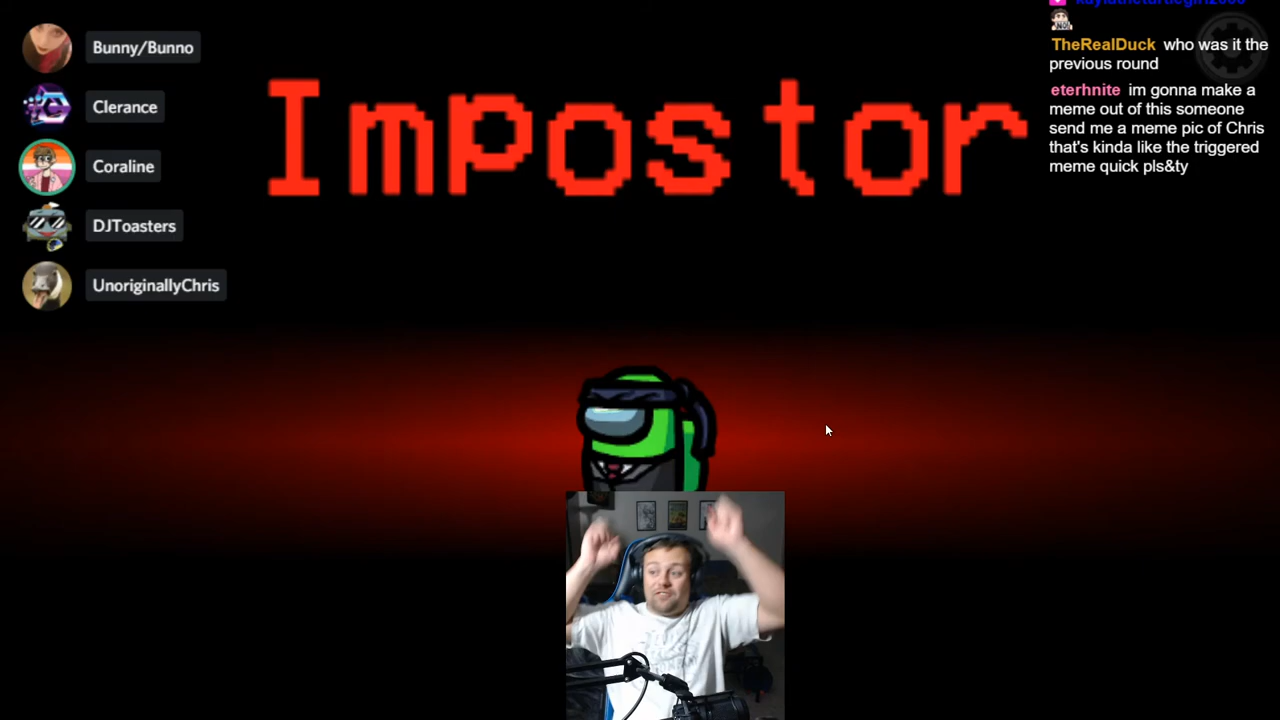 Bunny/Bunno
Clerance
Coraline
DJToasters
UnoriginallyChris
Impostor
TheRealDuck who was it the
previous round
eterhnite im gonna make a
meme out of this someone
send me a meme pic of Chris
that's kinda like the triggered
meme quick pls&ty